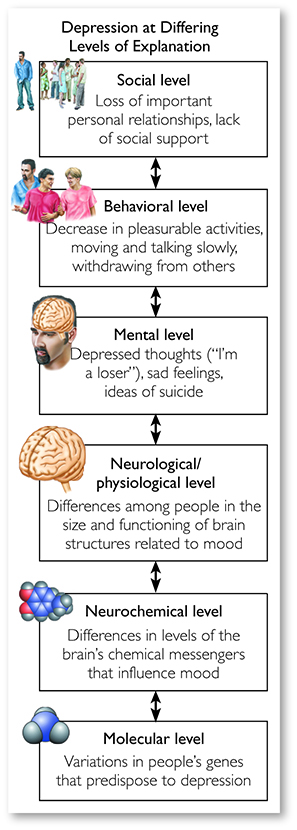 Depression at Differing
Levels of Explanation
Social level
Loss of important
personal relationships, lack
of social support
Behavioral level
Decrease in pleasurable activities,
moving and talking slowly,
withdrawing from others
Mental level
Depressed thoughts (“I’m
a loser”), sad feelings,
ideas of suicide
Neurological/
physiological level
Differences among people in the
size and functioning of brain
structures related to mood
Neurochemical level
Differences in levels of the
brain’s chemical messengers
that influence mood
Molecular level
Variations in people’s genes
that predispose to depression